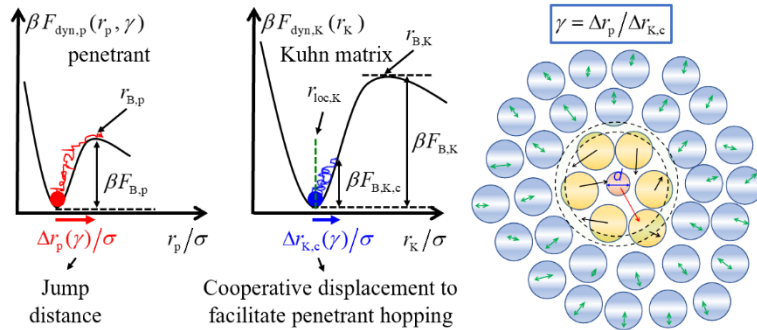 βF_dyn,p(r_p, γ)
penetrant
r_B,p
βF_B,p
Δr_p(γ)/σ
r_p/σ
Jump
distance
βF_dyn,K(r_K)
Kuhn matrix
r_B,K
r_loc,K
βF_B,K
βF_B,K,c
Δr_K,c(γ)/σ
r_K/σ
Cooperative displacement to
facilitate penetrant hopping
γ = Δr_p/Δr_K,c
d